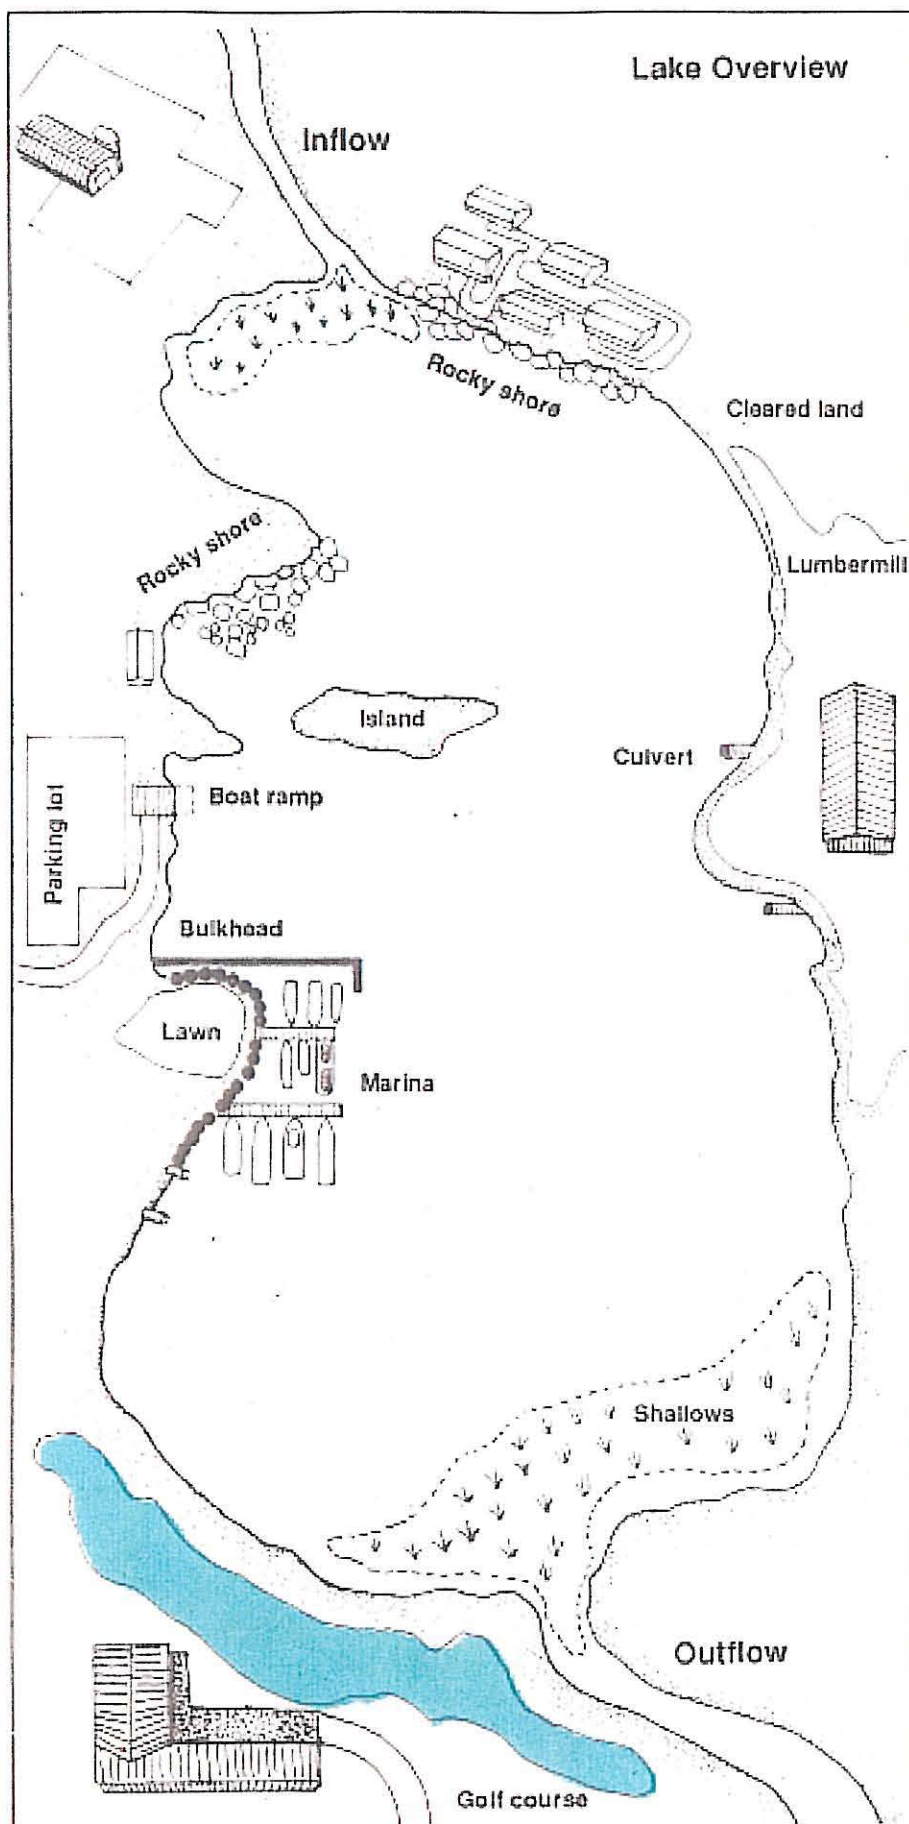 Lake Overview
Inflow
Rocky shore
Cleared land
Rocky shore
Lumbermill
Island
Culvert
Boat ramp
Parking lot
Bulkhead
Lawn
Marina
Shallows
Outflow
Golf course